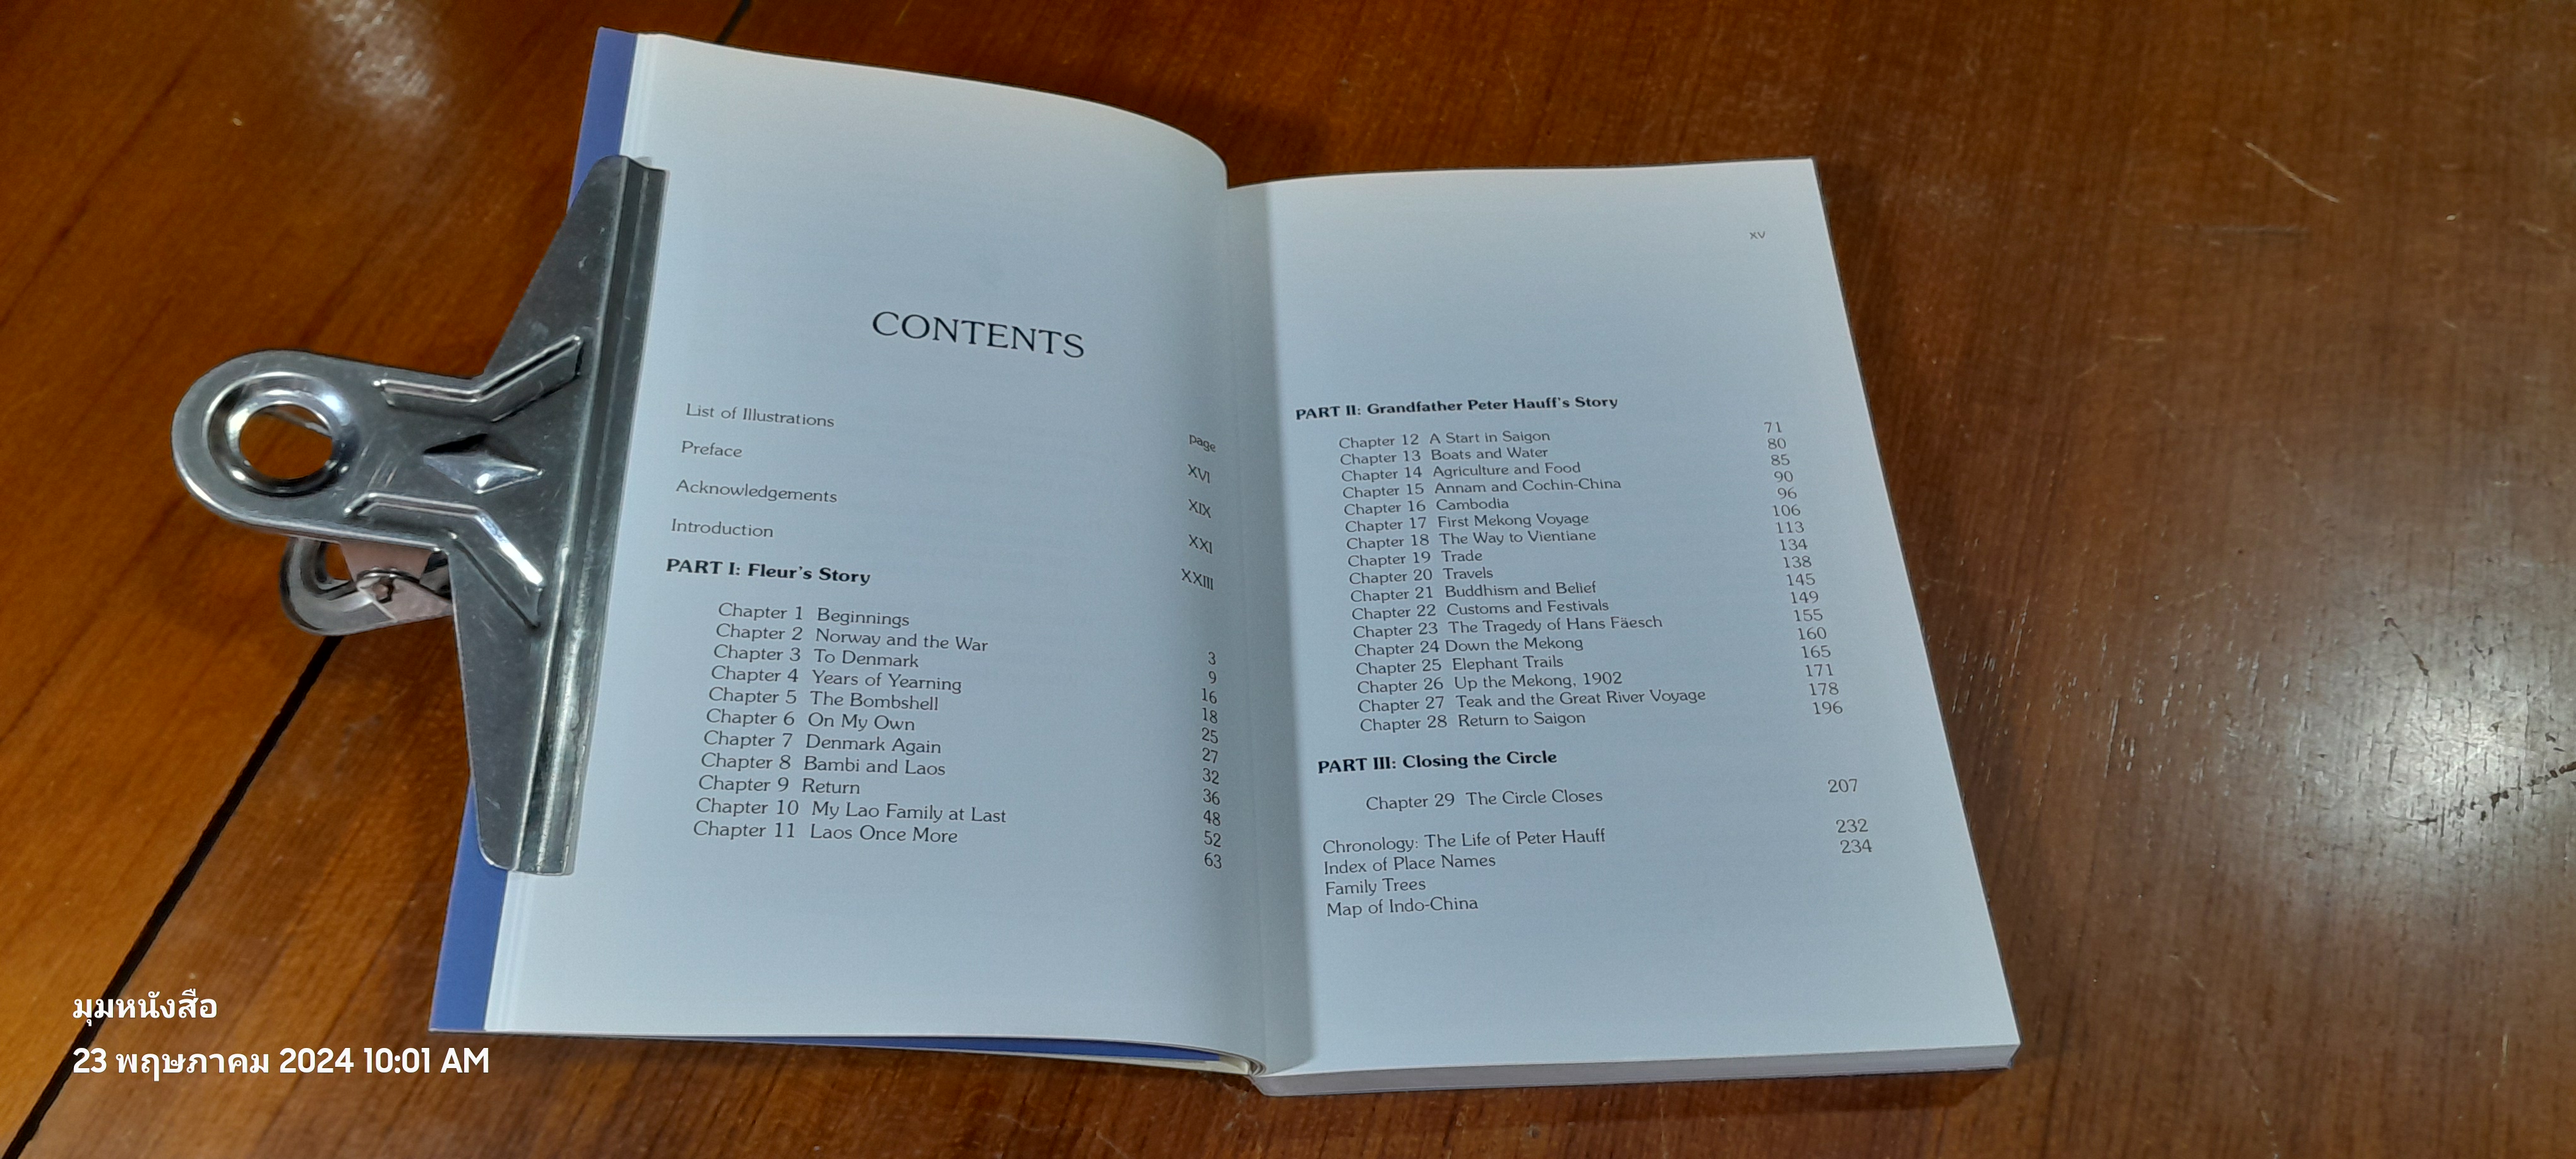 CONTENTS
page
List of Illustrations XVI
Preface XIX
Acknowledgements XXI
Introduction XXIII
PART I: Fleur's Story
Chapter 1 Beginnings 3
Chapter 2 Norway and the War 9
Chapter 3 To Denmark 16
Chapter 4 Years of Yearning 18
Chapter 5 The Bombshell 25
Chapter 6 On My Own 27
Chapter 7 Denmark Again 32
Chapter 8 Bambi and Laos 36
Chapter 9 Return 48
Chapter 10 My Lao Family at Last 52
Chapter 11 Laos Once More 63
xv
PART II: Grandfather Peter Hauff's Story
Chapter 12 A Start in Saigon 71
Chapter 13 Boats and Water 80
Chapter 14 Agriculture and Food 85
Chapter 15 Annam and Cochin-China 90
Chapter 16 Cambodia 96
Chapter 17 First Mekong Voyage 106
Chapter 18 The Way to Vientiane 113
Chapter 19 Trade 134
Chapter 20 Travels 138
Chapter 21 Buddhism and Belief 145
Chapter 22 Customs and Festivals 149
Chapter 23 The Tragedy of Hans Fäesch 155
Chapter 24 Down the Mekong 160
Chapter 25 Elephant Trails 165
Chapter 26 Up the Mekong, 1902 171
Chapter 27 Teak and the Great River Voyage 178
Chapter 28 Return to Saigon 196
PART III: Closing the Circle
Chapter 29 The Circle Closes 207
Chronology: The Life of Peter Hauff 232
Index of Place Names 234
Family Trees
Map of Indo-China
มุมหนังสือ
23 พฤษภาคม 2024 10:01 AM